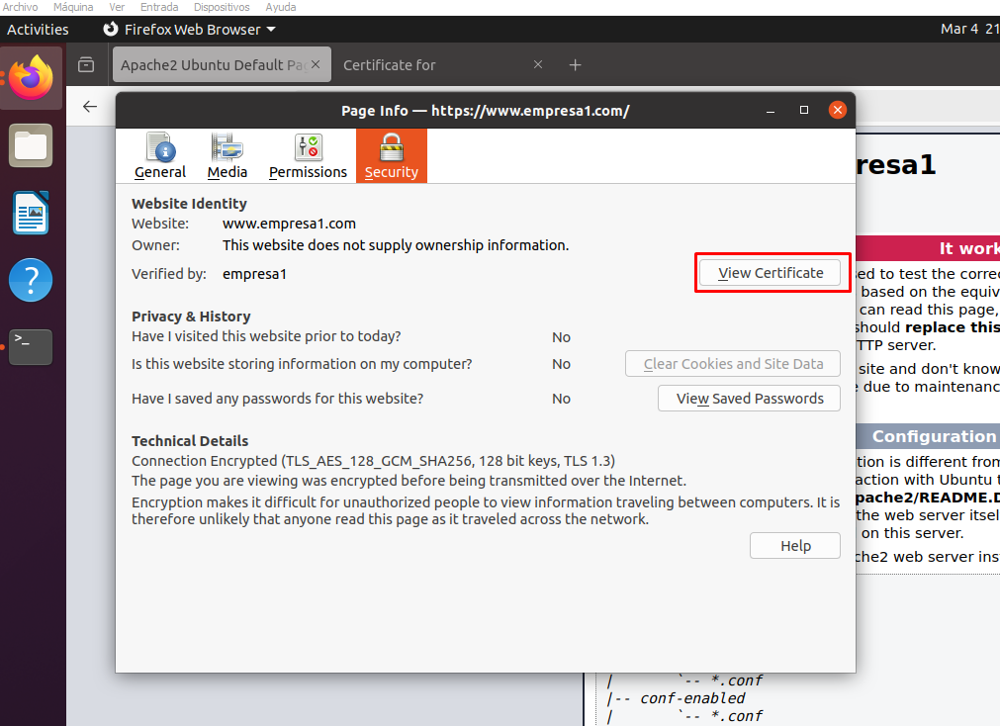 Archivo Máquina Ver Entrada Dispositivos Ayuda
Activities Firefox Web Browser Mar 4 21
Apache2 Ubuntu Default Pa Certificate for
Page Info — https://www.empresa1.com/
General Media Permissions Security
Website Identity
Website: www.empresa1.com
Owner: This website does not supply ownership information.
Verified by: empresa1
View Certificate
Privacy & History
Have I visited this website prior to today? No
Is this website storing information on my computer? No
Clear Cookies and Site Data
Have I saved any passwords for this website? No
View Saved Passwords
Technical Details
Connection Encrypted (TLS_AES_128_GCM_SHA256, 128 bit keys, TLS 1.3)
The page you are viewing was encrypted before being transmitted over the Internet.
Encryption makes it difficult for unauthorized people to view information traveling between computers. It is
therefore unlikely that anyone read this page as it traveled across the network.
Help
resa1
It work
sed to test the corre
based on the equiv
can read this page,
should replace this
TTP server.
site and don't know
due to maintenanc
Configuration
tion is different from
action with Ubuntu t
pache2/README.D
the web server itsel
on this server.
che2 web server ins
| `-- *.conf
|-- conf-enabled
| `-- *.conf